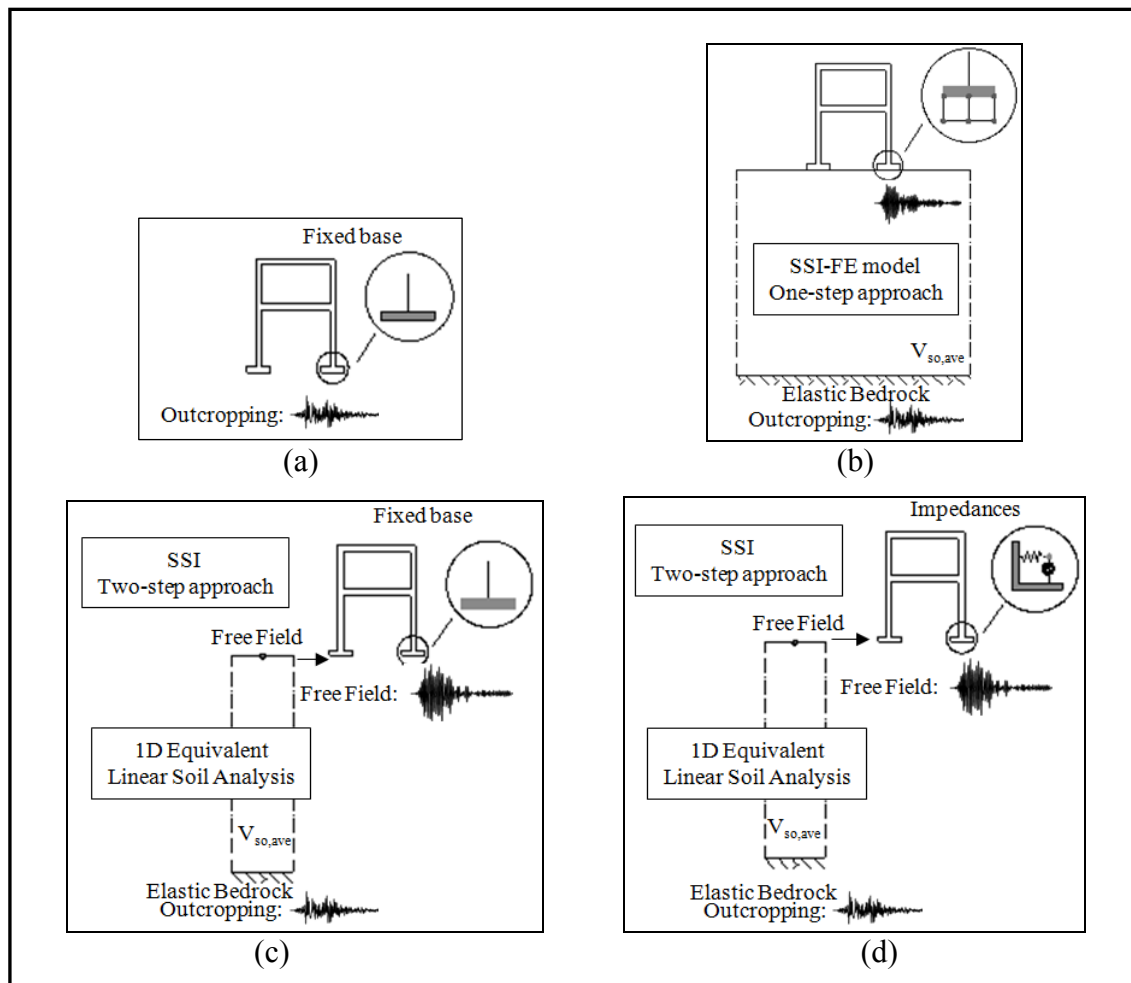 Fixed base
Outcropping:
(a)
SSI-FE model
One-step approach
V_so,ave
Elastic Bedrock
Outcropping:
(b)
Fixed base
SSI
Two-step approach
Free Field
Free Field:
1D Equivalent
Linear Soil Analysis
V_so,ave
Elastic Bedrock
Outcropping:
(c)
Impedances
SSI
Two-step approach
Free Field
Free Field:
1D Equivalent
Linear Soil Analysis
V_so,ave
Elastic Bedrock
Outcropping:
(d)